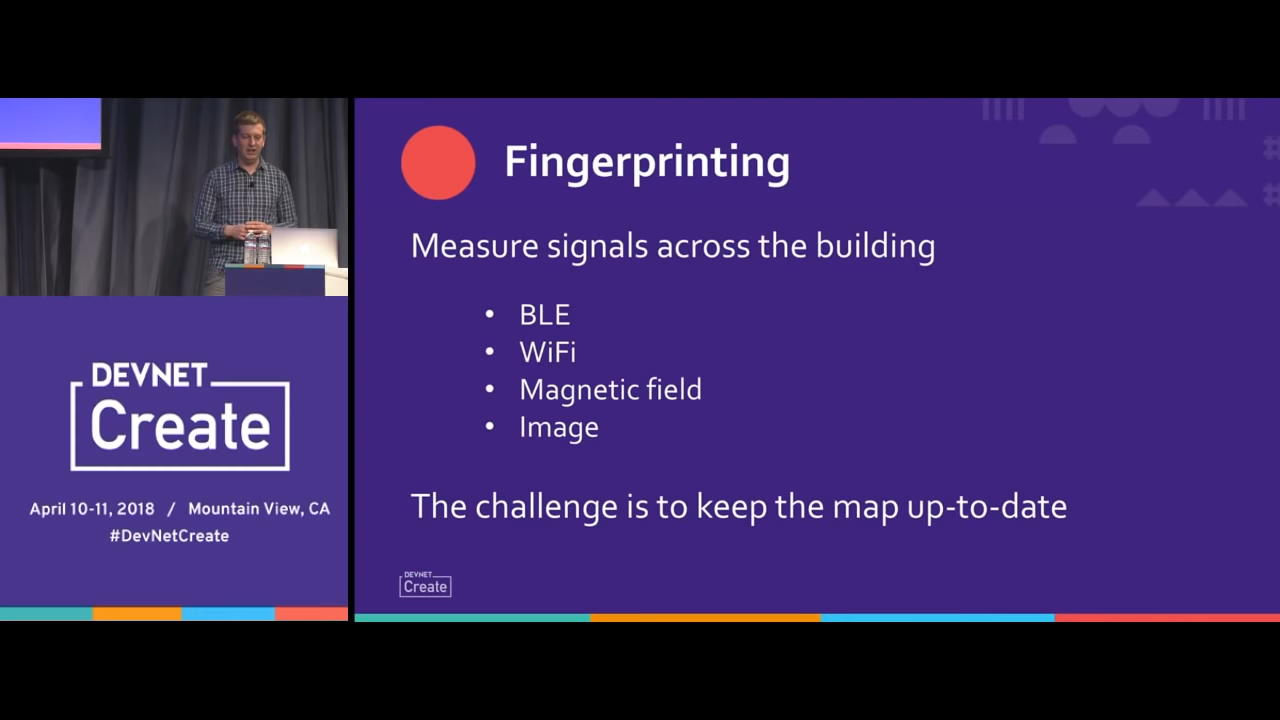 DEVNET
Create
April 10-11, 2018 / Mountain View, CA
#DevNetCreate
Fingerprinting
Measure signals across the building
• BLE
• WiFi
• Magnetic field
• Image
The challenge is to keep the map up-to-date
DEVNET
Create